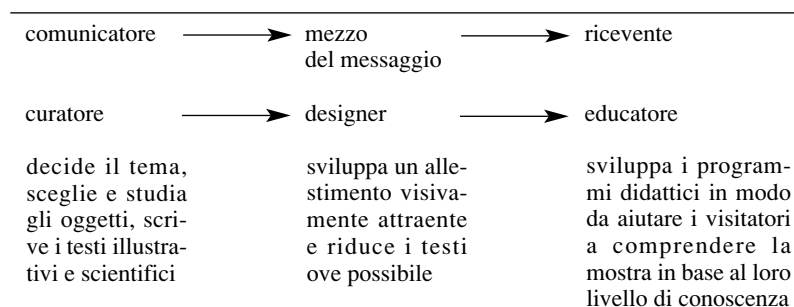 comunicatore mezzo ricevente
del messaggio
curatore designer educatore
decide il tema,
sceglie e studia
gli oggetti, scri-
ve i testi illustra-
tivi e scientifici
sviluppa un alle-
stimento visiva-
mente attraente
e riduce i testi
ove possibile
sviluppa i program-
mi didattici in modo
da aiutare i visitatori
a comprendere la
mostra in base al loro
livello di conoscenza